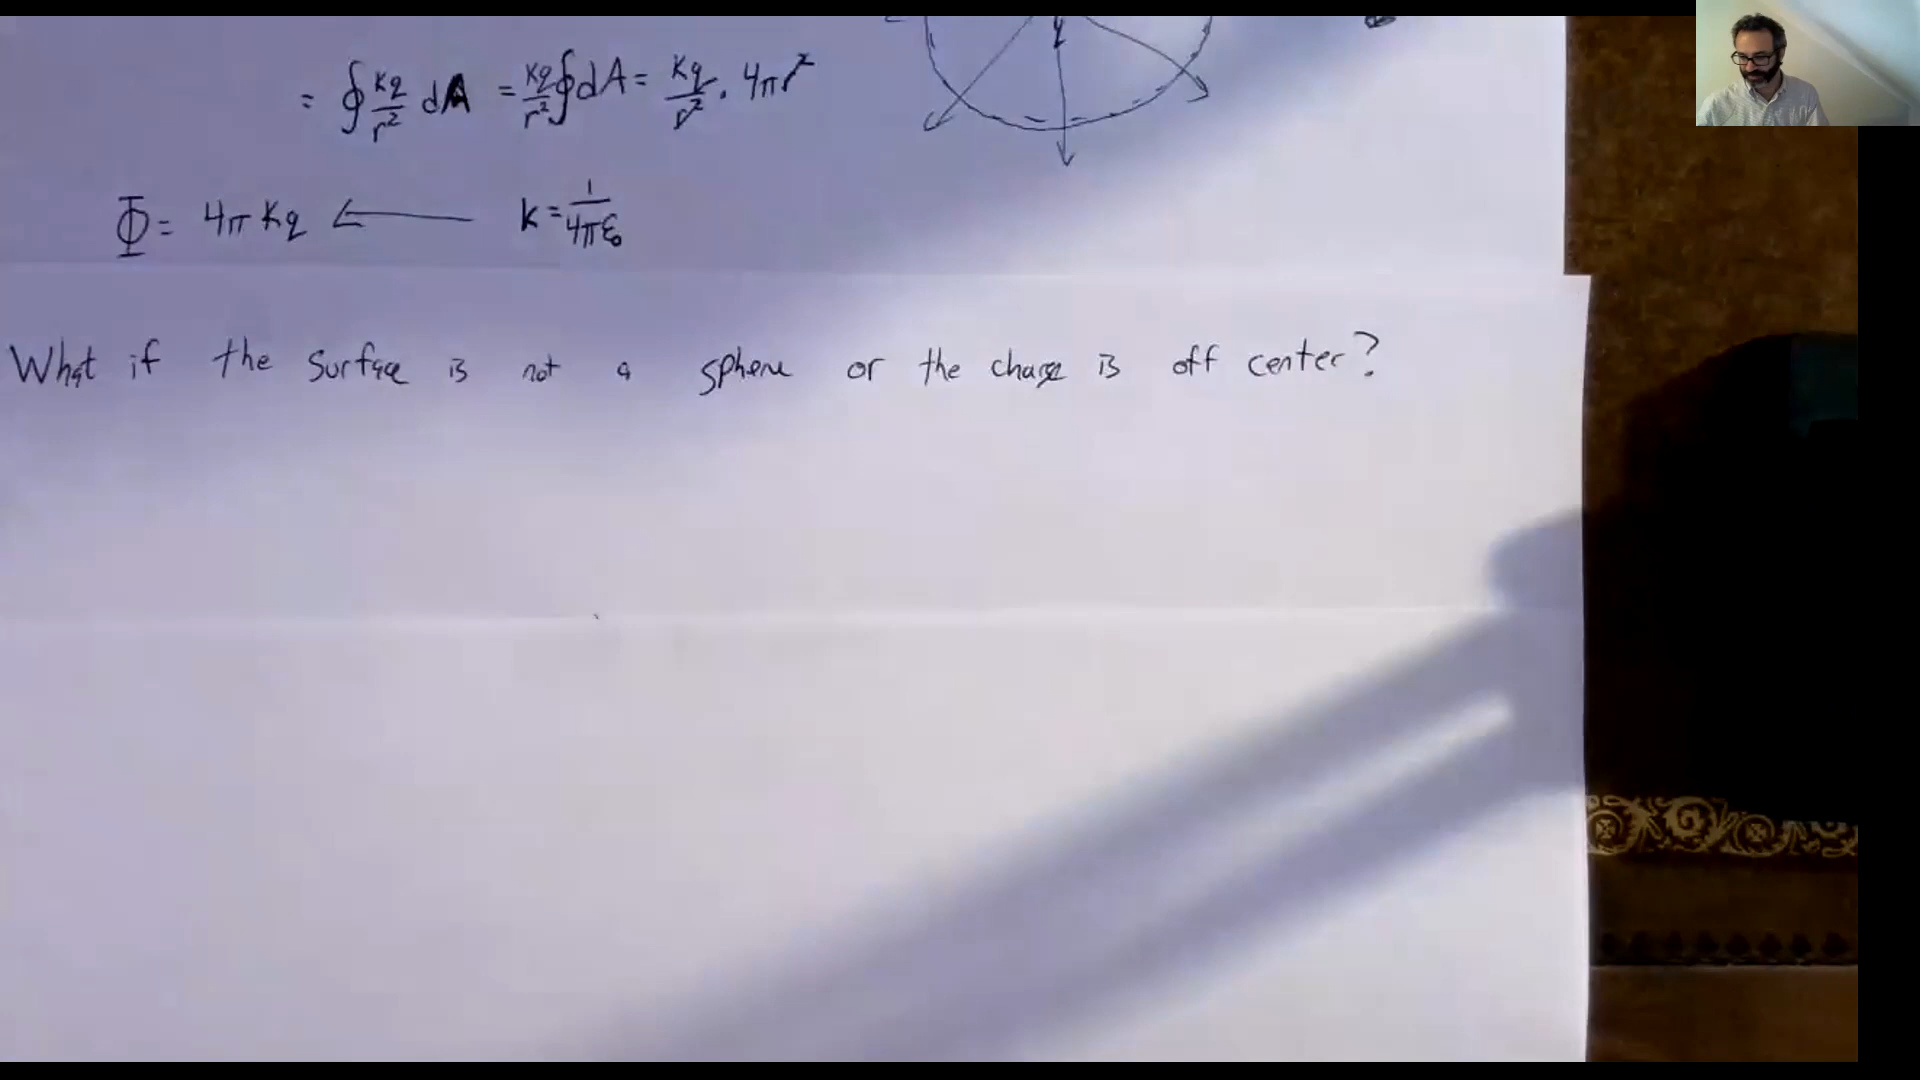 = ∮ kq/r² dA = kq/r² ∮ dA = kq/r² · 4πr²
q
Φ = 4π kq ← k = 1/4πε₀
What if the surface is not a sphere or the charge is off center?